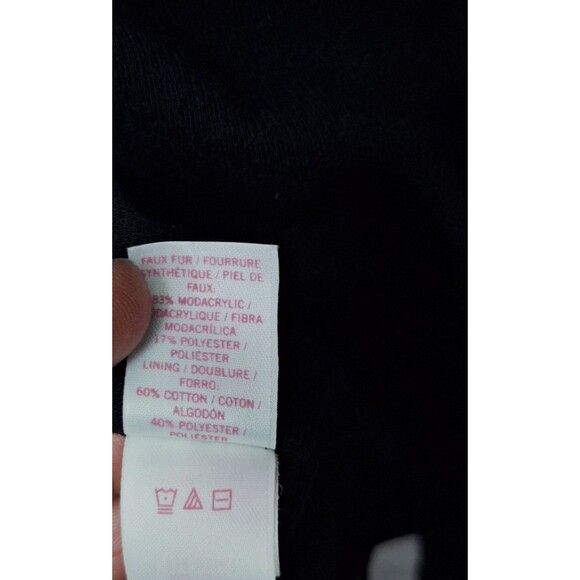 FAUX FUR / FOURRURE
SYNTHÉTIQUE / PIEL DE
FAUX:
83% MODACRYLIC /
MODACRYLIQUE / FIBRA
MODACRÍLICA
17% POLYESTER /
POLIÉSTER
LINING / DOUBLURE /
FORRO:
60% COTTON / COTON /
ALGODÓN
40% POLYESTER /
POLIÉSTER